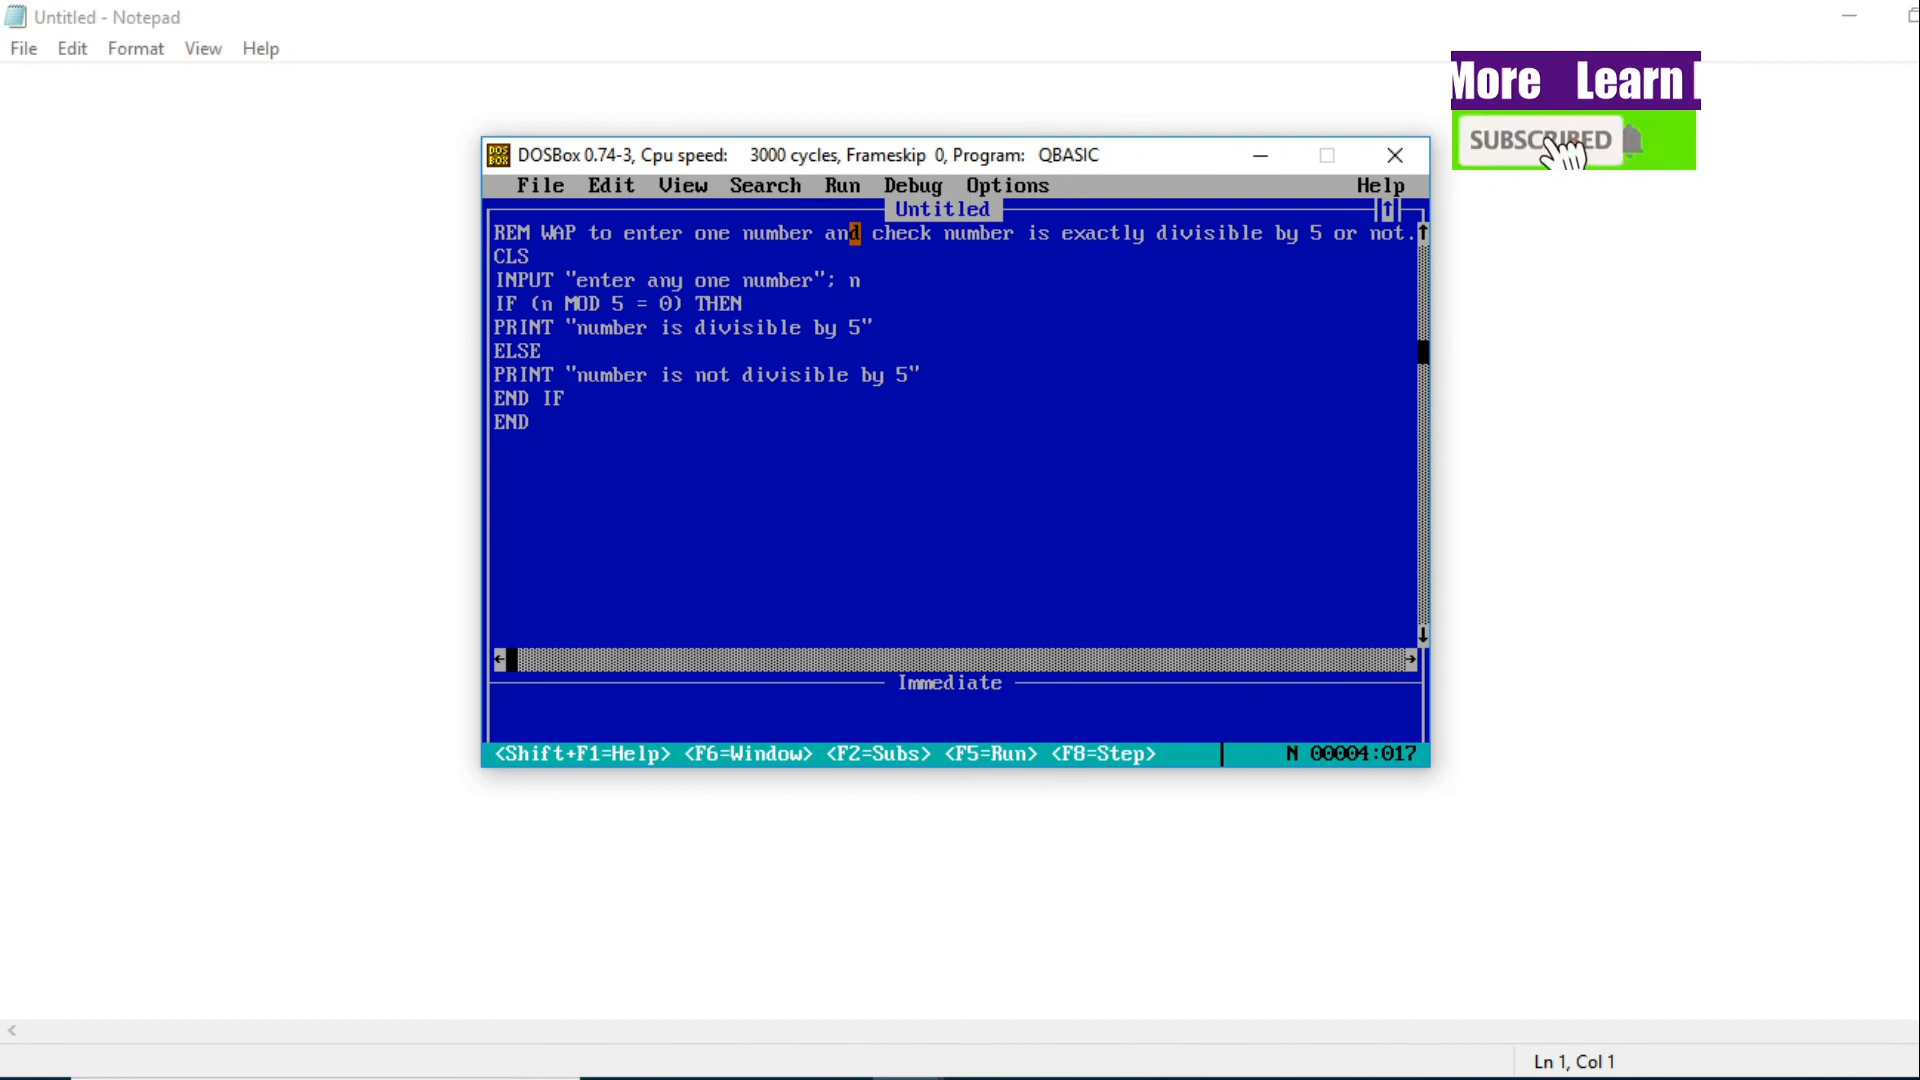 Untitled - Notepad
File Edit Format View Help
More Learn
SUBSCRIBED
DOSBox 0.74-3, Cpu speed: 3000 cycles, Frameskip 0, Program: QBASIC
File Edit View Search Run Debug Options Help
Untitled
REM WAP to enter one number and check number is exactly divisible by 5 or not.
CLS
INPUT "enter any one number"; n
IF (n MOD 5 = 0) THEN
PRINT "number is divisible by 5"
ELSE
PRINT "number is not divisible by 5"
END IF
END
Immediate
<Shift+F1=Help> <F6=Window> <F2=Subs> <F5=Run> <F8=Step> N 00004:017
Ln 1, Col 1